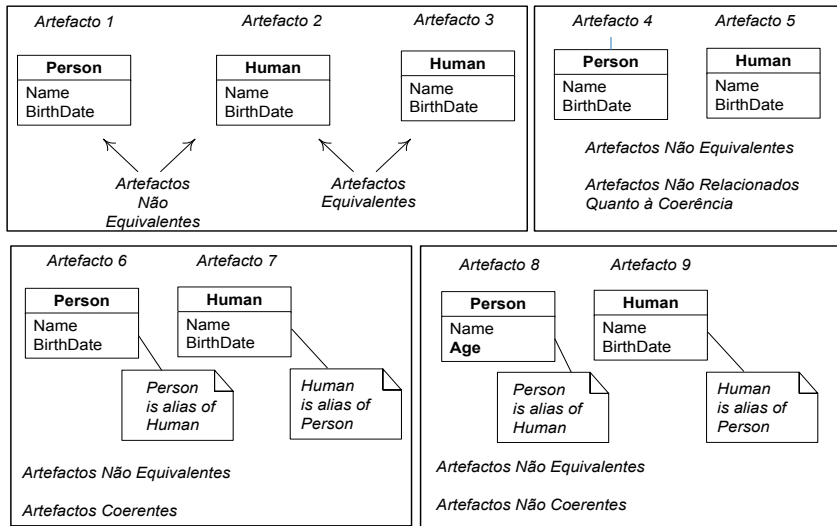 Artefacto 1
Artefacto 2
Artefacto 3
Person
Name
BirthDate
Human
Name
BirthDate
Human
Name
BirthDate
Artefactos
Não
Equivalentes
Artefactos
Equivalentes
Artefacto 4
Artefacto 5
Person
Name
BirthDate
Human
Name
BirthDate
Artefactos Não Equivalentes
Artefactos Não Relacionados
Quanto à Coerência
Artefacto 6
Artefacto 7
Person
Name
BirthDate
Human
Name
BirthDate
Person
is alias of
Human
Human
is alias of
Person
Artefactos Não Equivalentes
Artefactos Coerentes
Artefacto 8
Artefacto 9
Person
Name
Age
Human
Name
BirthDate
Person
is alias of
Human
Human
is alias of
Person
Artefactos Não Equivalentes
Artefactos Não Coerentes